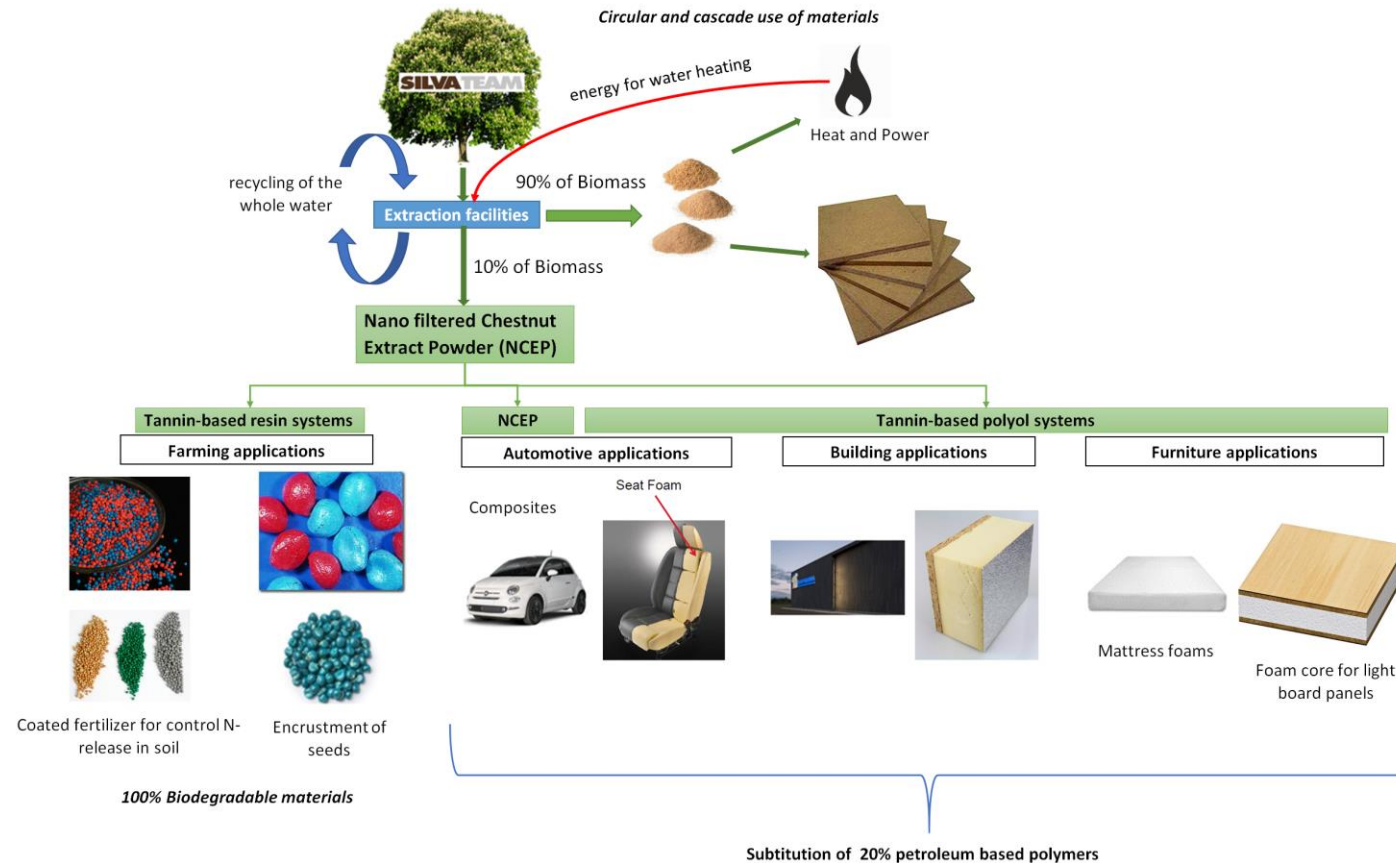 Circular and cascade use of materials
SILVATEAM
energy for water heating
Heat and Power
recycling of the
whole water
90% of Biomass
Extraction facilities
10% of Biomass
Nano filtered Chestnut
Extract Powder (NCEP)
Tannin-based resin systems
NCEP
Tannin-based polyol systems
Farming applications
Automotive applications
Building applications
Furniture applications
Seat Foam
Composites
Mattress foams
Foam core for light
board panels
Coated fertilizer for control N-
release in soil
Encrustment of
seeds
100% Biodegradable materials
Subtitution of 20% petroleum based polymers